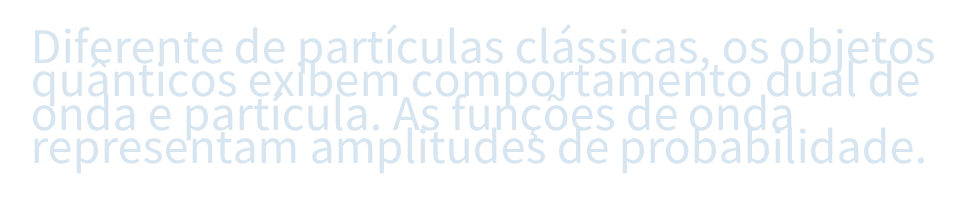 Diferente de partículas clássicas, os objetos
quânticos exibem comportamento dual de
onda e partícula. As funções de onda
representam amplitudes de probabilidade.